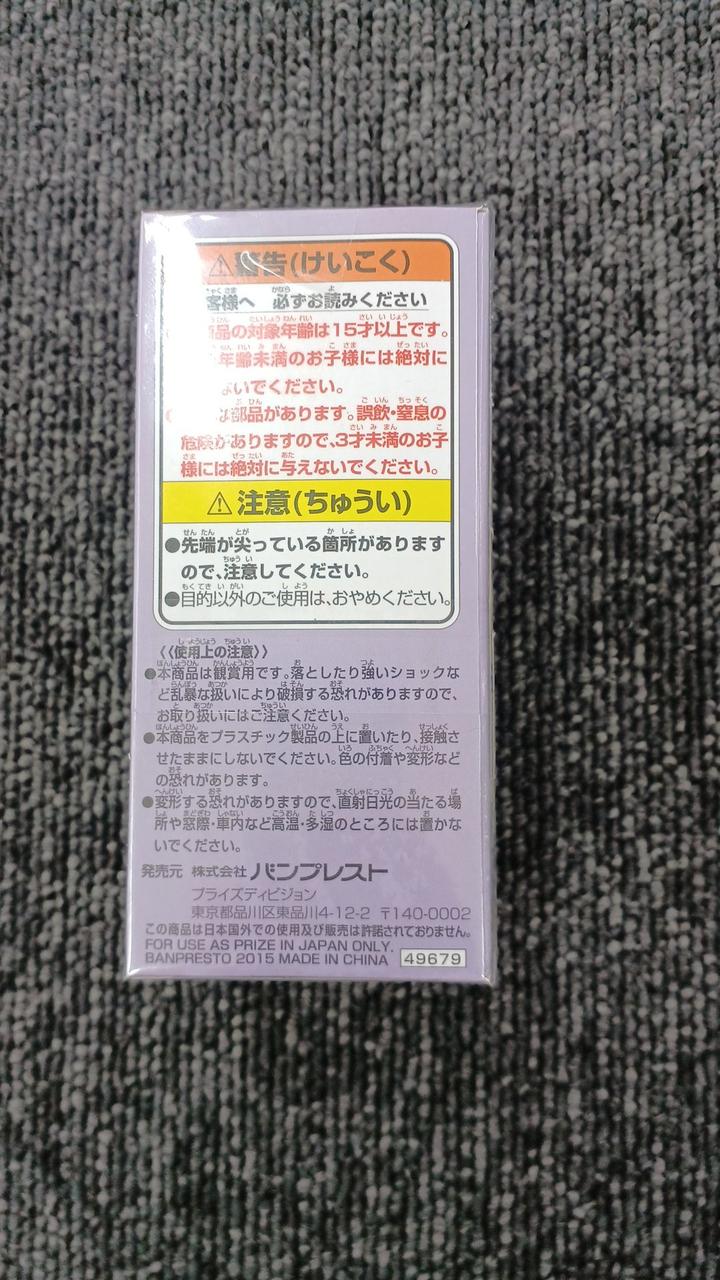 ⚠警告(けいこく)
客様へ 必ずお読みください
品の対象年齢は15才以上です。
年齢未満のお子様には絶対に
ないでください。
な部品があります。誤飲・窒息の
危険がありますので、3才未満のお子
様には絶対に与えないでください。
⚠注意(ちゅうい)
●先端が尖っている箇所があります
ので、注意してください。
●目的以外のご使用は、おやめください。
《使用上の注意》
●本商品は観賞用です。落としたり強いショックな
ど乱暴な扱いにより破損する恐れがありますので、
お取り扱いにはご注意ください。
●本商品をプラスチック製品の上に置いたり、接触さ
せたままにしないでください。色の付着や変形など
の恐れがあります。
●変形する恐れがありますので、直射日光の当たる場
所や窓際・車内など高温・多湿のところには置かな
いでください。
発売元 株式会社 バンプレスト
プライズディビジョン
東京都品川区東品川4-12-2 〒140-0002
この商品は日本国外での使用及び販売は許諾されておりません。
FOR USE AS PRIZE IN JAPAN ONLY.
BANPRESTO 2015 MADE IN CHINA 49679